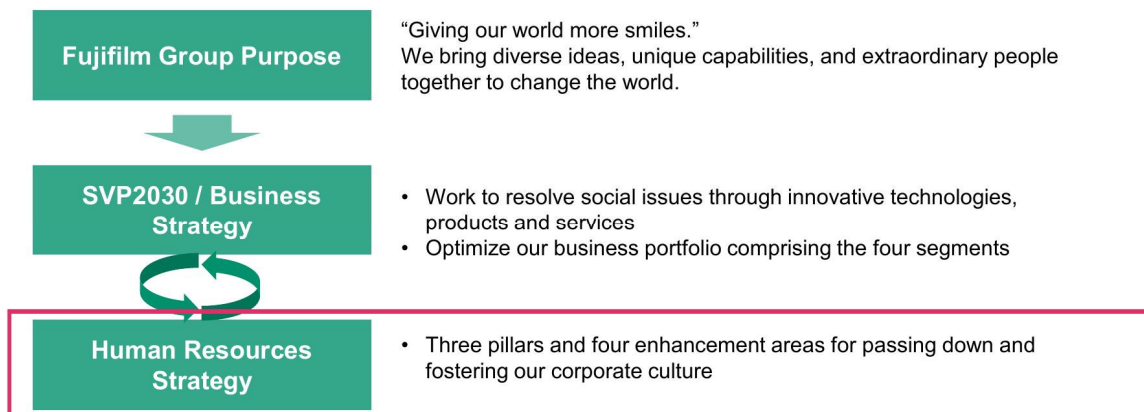 Fujifilm Group Purpose
“Giving our world more smiles.”
We bring diverse ideas, unique capabilities, and extraordinary people
together to change the world.
SVP2030 / Business
Strategy
• Work to resolve social issues through innovative technologies,
products and services
• Optimize our business portfolio comprising the four segments
Human Resources
Strategy
• Three pillars and four enhancement areas for passing down and
fostering our corporate culture